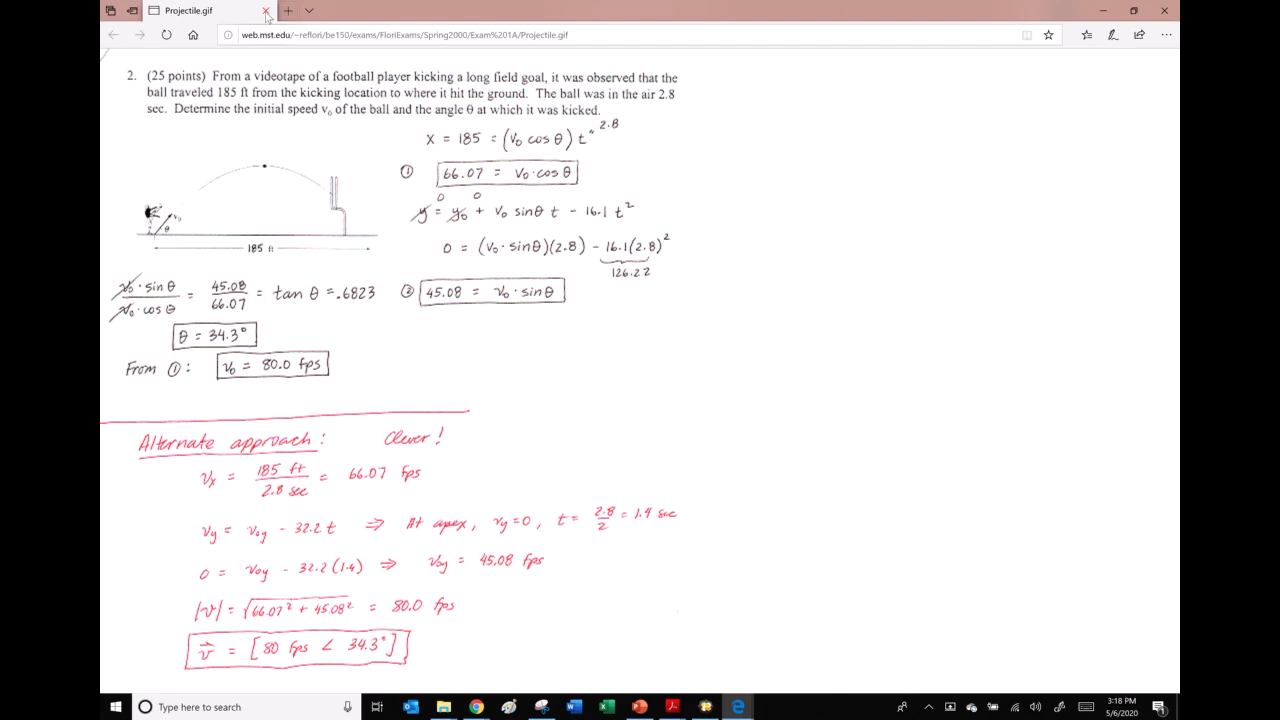 Projectile.gif
web.mst.edu/~reflori/be150/exams/FloriExams/Spring2000/Exam%201A/Projectile.gif
2. (25 points) From a videotape of a football player kicking a long field goal, it was observed that the
ball traveled 185 ft from the kicking location to where it hit the ground. The ball was in the air 2.8
sec. Determine the initial speed v₀ of the ball and the angle θ at which it was kicked.
x = 185 = (v₀ cos θ) t 2.8
① 66.07 = v₀·cos θ
0 0
y = y₀ + v₀ sin θ t - 16.1 t²
0 = (v₀·sin θ)(2.8) - 16.1(2.8)²
126.22
v₀
θ
185 ft
v₀·sin θ / v₀·cos θ = 45.08 / 66.07 = tan θ = .6823
② 45.08 = v₀·sin θ
θ = 34.3°
From ①: v₀ = 80.0 fps
Alternate approach: Clever!
vx = 185 ft / 2.8 sec = 66.07 fps
vy = voy - 32.2 t ⇒ At apex, vy = 0, t = 2.8/2 = 1.4 sec
0 = voy - 32.2 (1.4) ⇒ voy = 45.08 fps
|v| = √66.07² + 45.08² = 80.0 fps
v⃗ = [80 fps ∠ 34.3°]
Type here to search
3:18 PM
5/6/2020